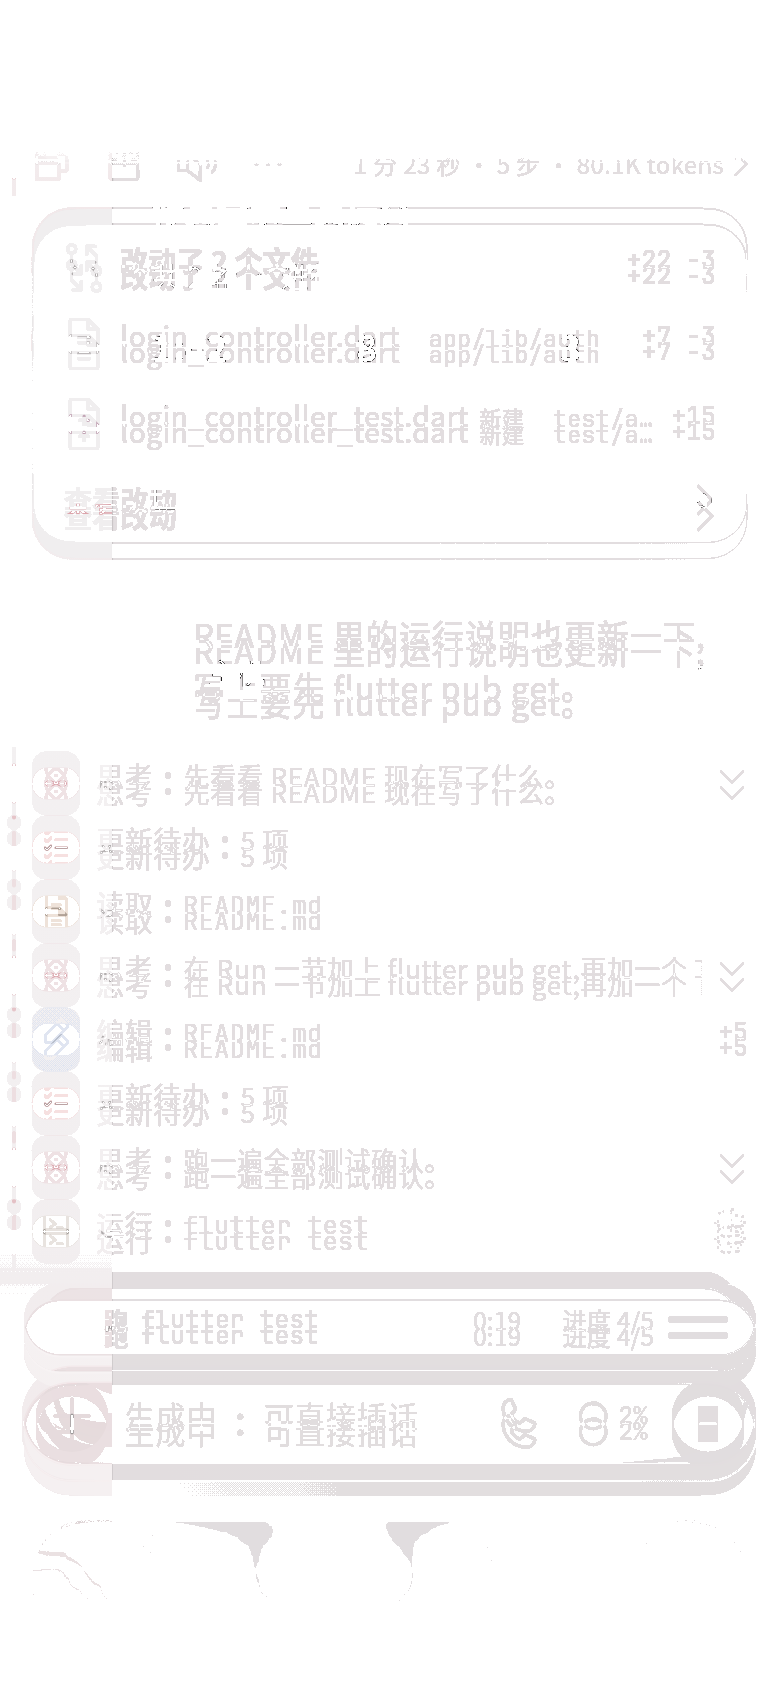 1 分 23 秒 · 5 步 · 80.1K tokens
改动了 2 个文件 +22 -3
login_controller.dart app/lib/auth +7 -3
login_controller_test.dart 新建 test/a… +15
查看改动
README 里的运行说明也更新一下,
写上要先 flutter pub get。
思考：先看看 README 现在写了什么。
更新待办：5 项
读取：README.md
思考：在 Run 一节加上 flutter pub get,再加一个
编辑：README.md +5
更新待办：5 项
思考：跑一遍全部测试确认。
运行：flutter test
跑 flutter test 0:19 进度 4/5
生成中：可直接插话 2%